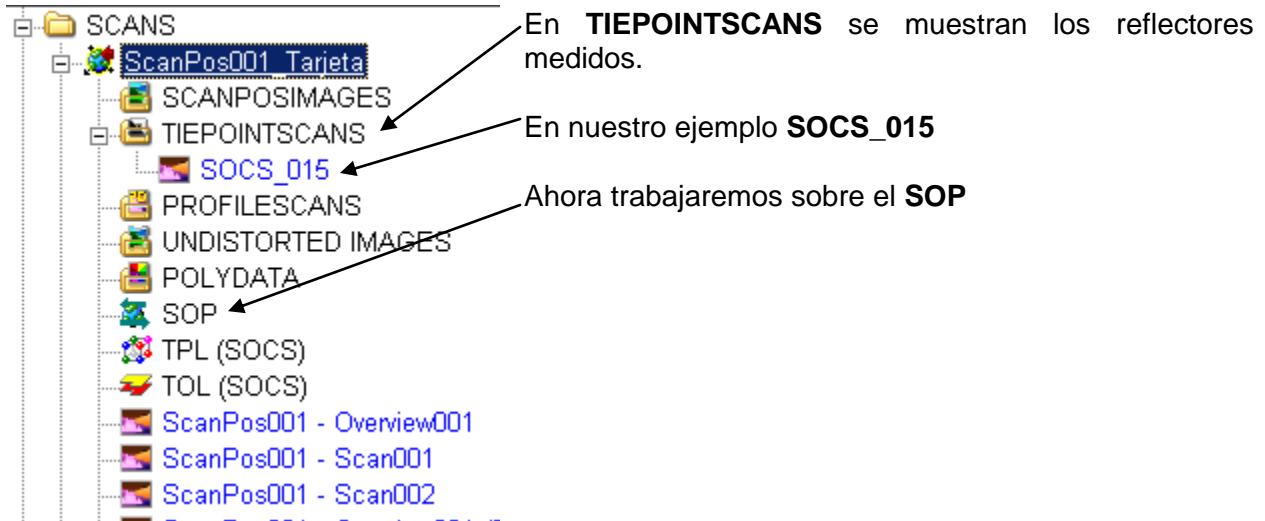 SCANS
ScanPos001_Tarjeta
SCANPOSIMAGES
TIEPOINTSCANS
SOCS_015
PROFILESCANS
UNDISTORTED IMAGES
POLYDATA
SOP
TPL (SOCS)
TOL (SOCS)
ScanPos001 - Overview001
ScanPos001 - Scan001
ScanPos001 - Scan002
En TIEPOINTSCANS se muestran los reflectores
medidos.
En nuestro ejemplo SOCS_015
Ahora trabajaremos sobre el SOP